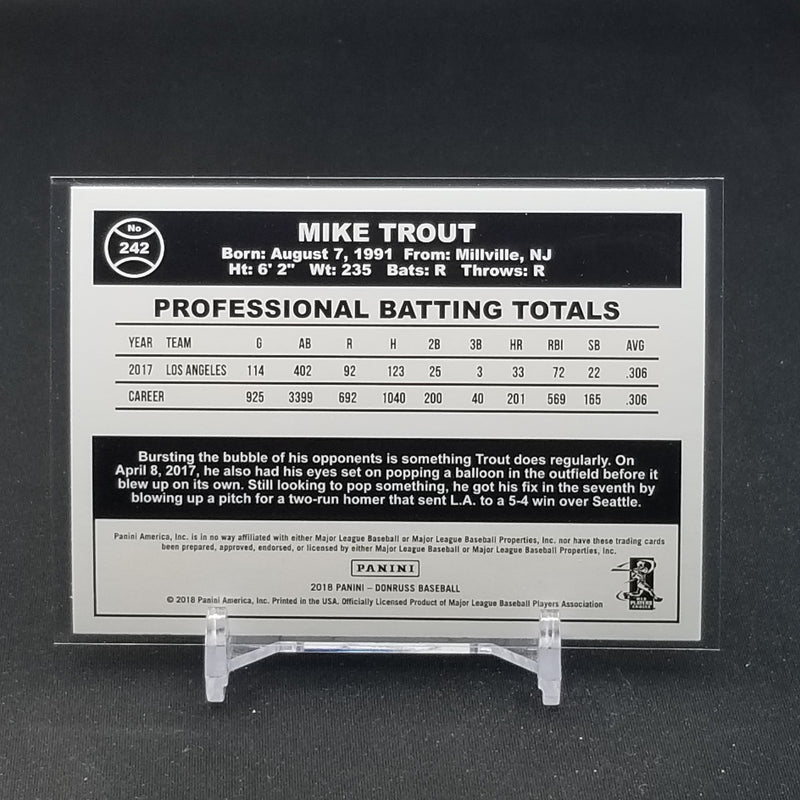 No
242
MIKE TROUT
Born: August 7, 1991 From: Millville, NJ
Ht: 6' 2" Wt: 235 Bats: R Throws: R
PROFESSIONAL BATTING TOTALS
YEAR TEAM G AB R H 2B 3B HR RBI SB AVG
2017 LOS ANGELES 114 402 92 123 25 3 33 72 22 .306
CAREER 925 3399 692 1040 200 40 201 569 165 .306
Bursting the bubble of his opponents is something Trout does regularly. On
April 8, 2017, he also had his eyes set on popping a balloon in the outfield before it
blew up on its own. Still looking to pop something, he got his fix in the seventh by
blowing up a pitch for a two-run homer that sent L.A. to a 5-4 win over Seattle.
Panini America, Inc. is in no way affiliated with either Major League Baseball or Major League Baseball Properties, Inc. nor have these trading cards
been prepared, approved, endorsed, or licensed by either Major League Baseball or Major League Baseball Properties, Inc.
PANINI
2018 PANINI – DONRUSS BASEBALL
© 2018 Panini America, Inc. Printed in the USA. Officially Licensed Product of Major League Baseball Players Association
MLB
PLAYERS
CHOICE